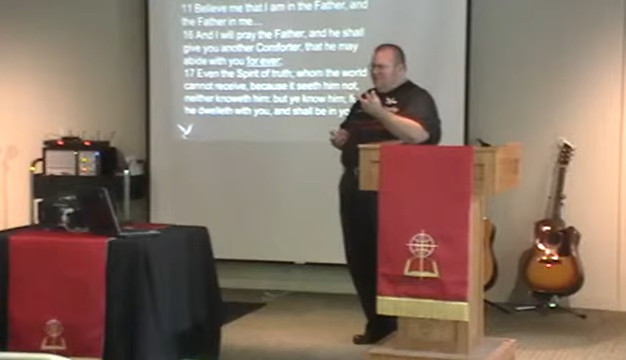 11 Believe me that I am in the Father, and
the Father in me...
16 And I will pray the Father, and he shall
give you another Comforter, that he may
abide with you for ever;
17 Even the Spirit of truth; whom the world
cannot receive, because it seeth him not,
neither knoweth him: but ye know him;
he dwelleth with you, and shall be in